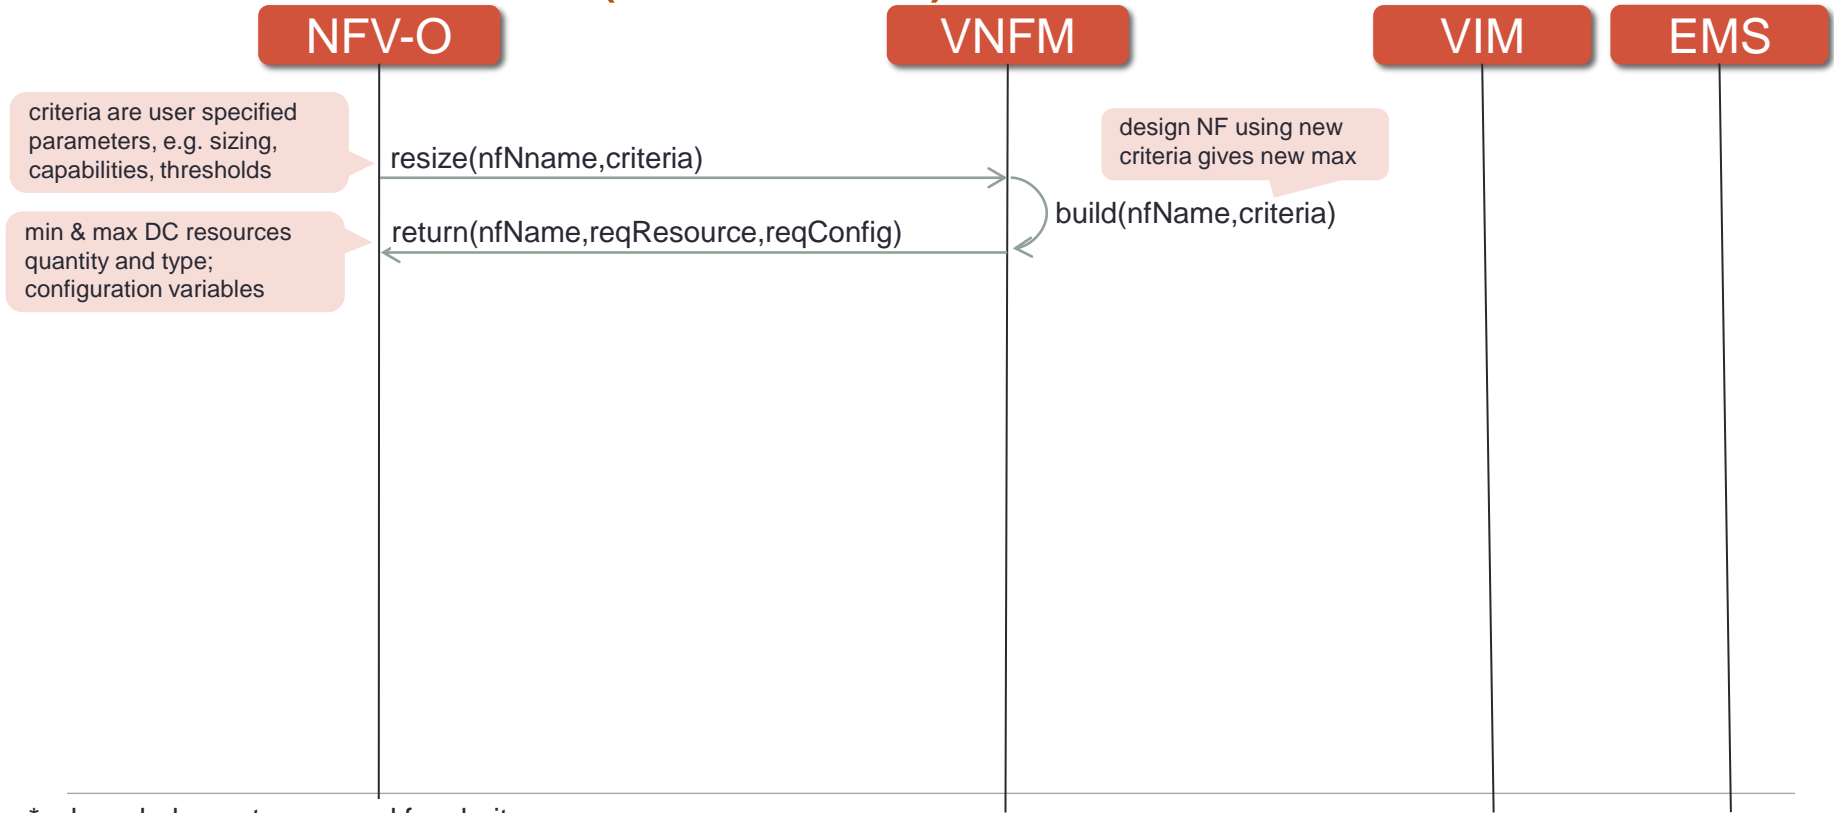 NFV-O VNFM VIM EMS
criteria are user specified
parameters, e.g. sizing,
capabilities, thresholds
resize(nfNname,criteria)
design NF using new
criteria gives new max
build(nfName,criteria)
min & max DC resources
quantity and type;
configuration variables
return(nfName,reqResource,reqConfig)